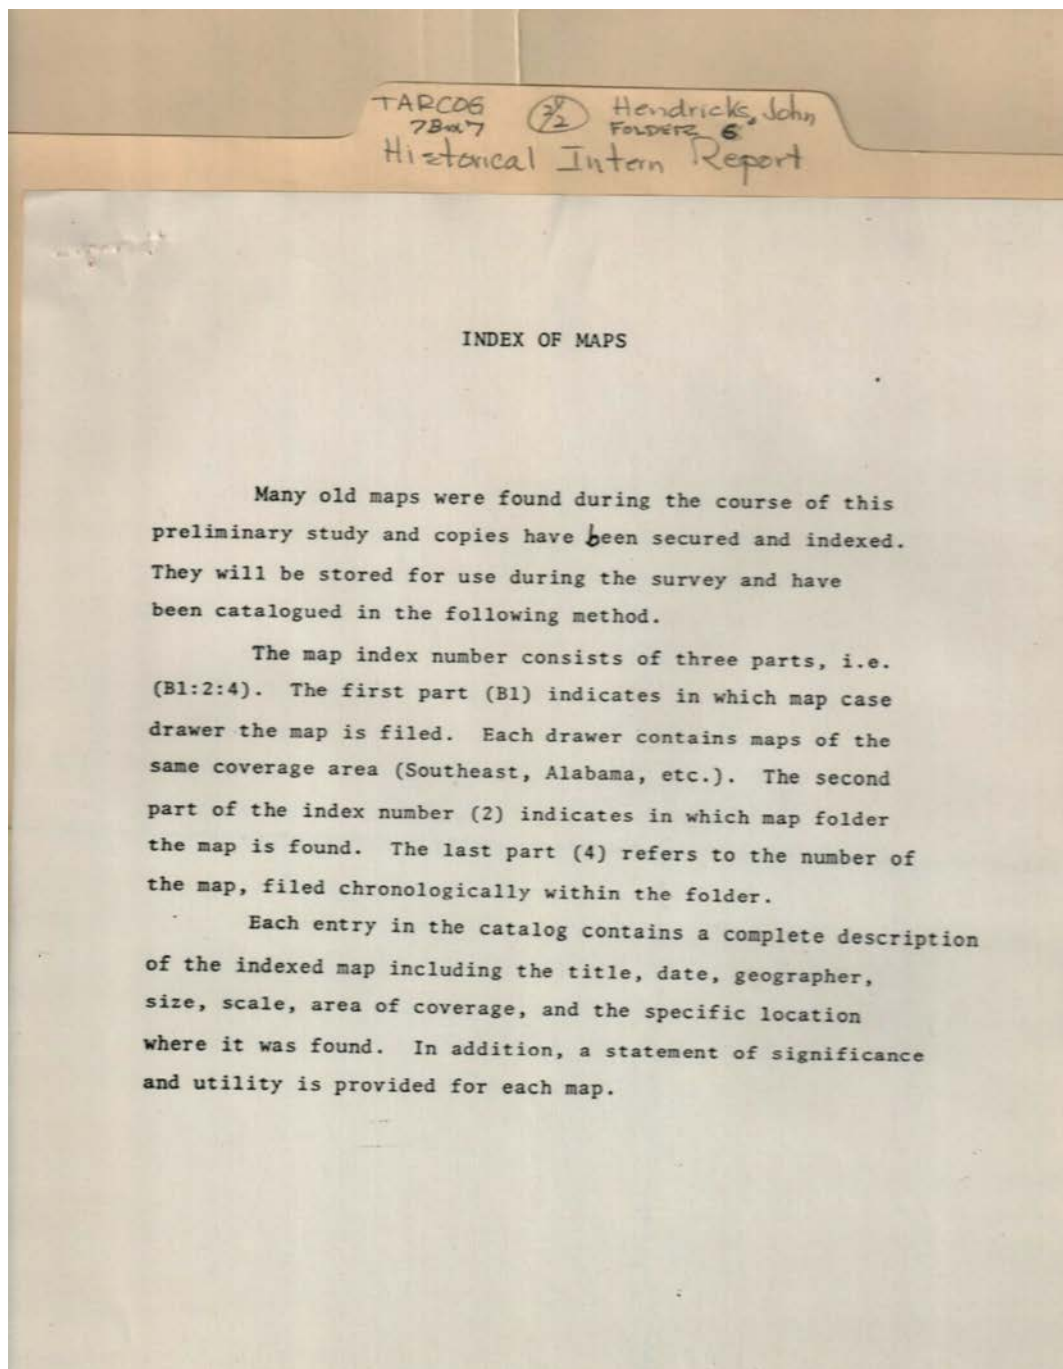 TARCOG
Hendricks, John
FOLDER 6
Historical Intern Report
INDEX OF MAPS
Many old maps were found during the course of this
preliminary study and copies have been secured and indexed.
They will be stored for use during the survey and have
been catalogued in the following method.
The map index number consists of three parts, i.e.
(B1:2:4). The first part (B1) indicates in which map case
drawer the map is filed. Each drawer contains maps of the
same coverage area (Southeast, Alabama, etc.). The second
part of the index number (2) indicates in which map folder
the map is found. The last part (4) refers to the number of
the map, filed chronologically within the folder.
Each entry in the catalog contains a complete description
of the indexed map including the title, date, geographer,
size, scale, area of coverage, and the specific location
where it was found. In addition, a statement of significance
and utility is provided for each map.